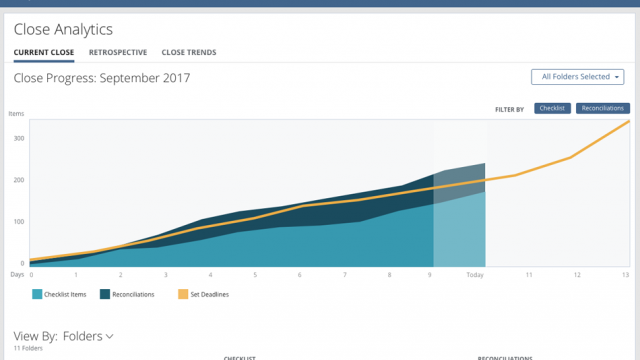 Close Analytics
CURRENT CLOSE RETROSPECTIVE CLOSE TRENDS
Close Progress: September 2017
All Folders Selected
FILTER BY Checklist Reconciliations
Items
300
200
100
0
Days 0 1 2 3 4 5 6 7 8 9 Today 11 12 13
Checklist Items Reconciliations Set Deadlines
View By: Folders
11 Folders
CHECKLIST RECONCILIATIONS